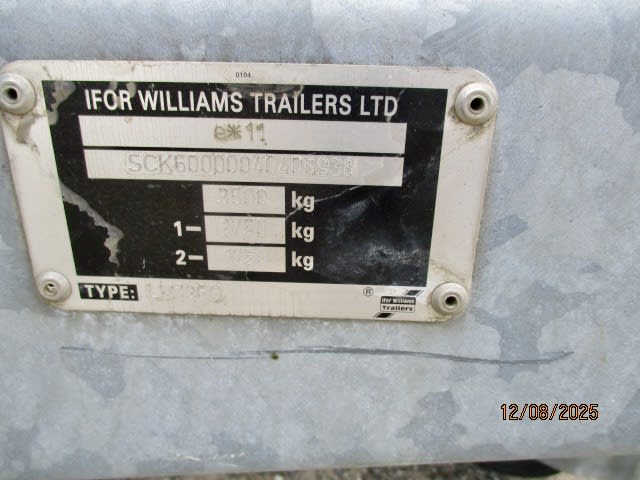 0104
IFOR WILLIAMS TRAILERS LTD
e*11
3500 kg
1- kg
2- kg
TYPE:
®
Ifor Williams
Trailers
12/08/2025